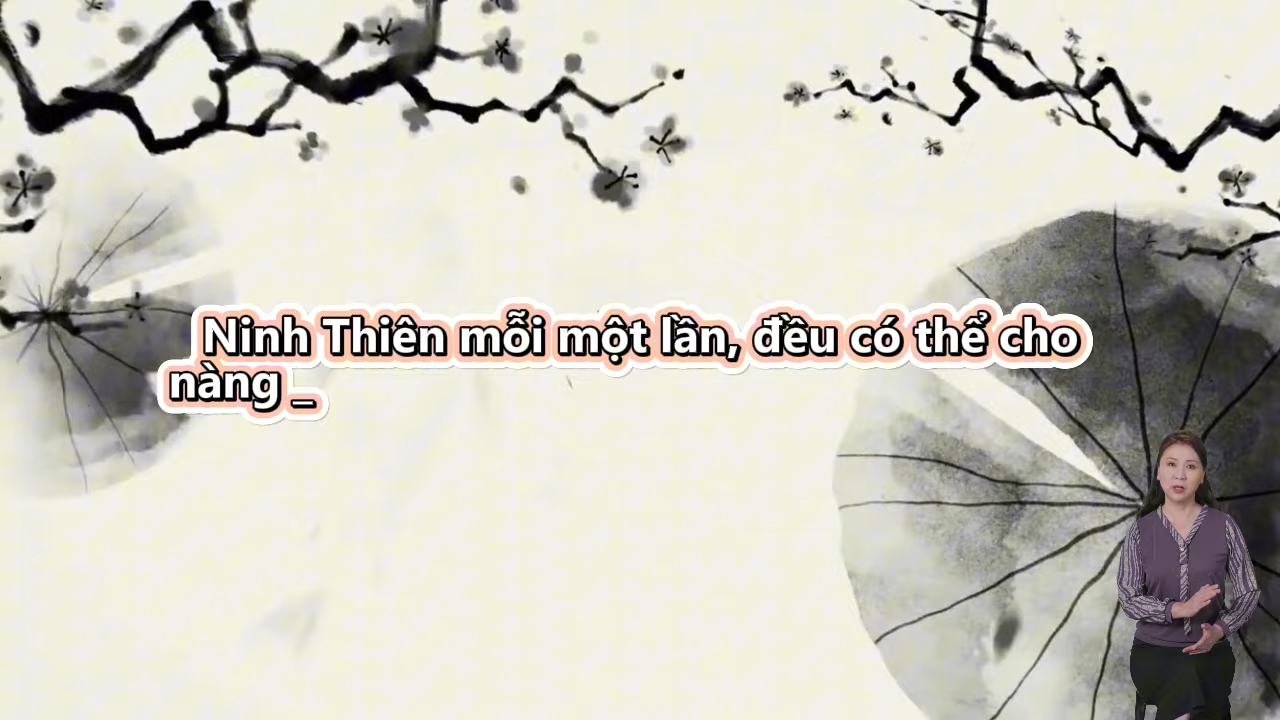 Ninh Thiên mỗi một lần, đều có thể cho
nàng _